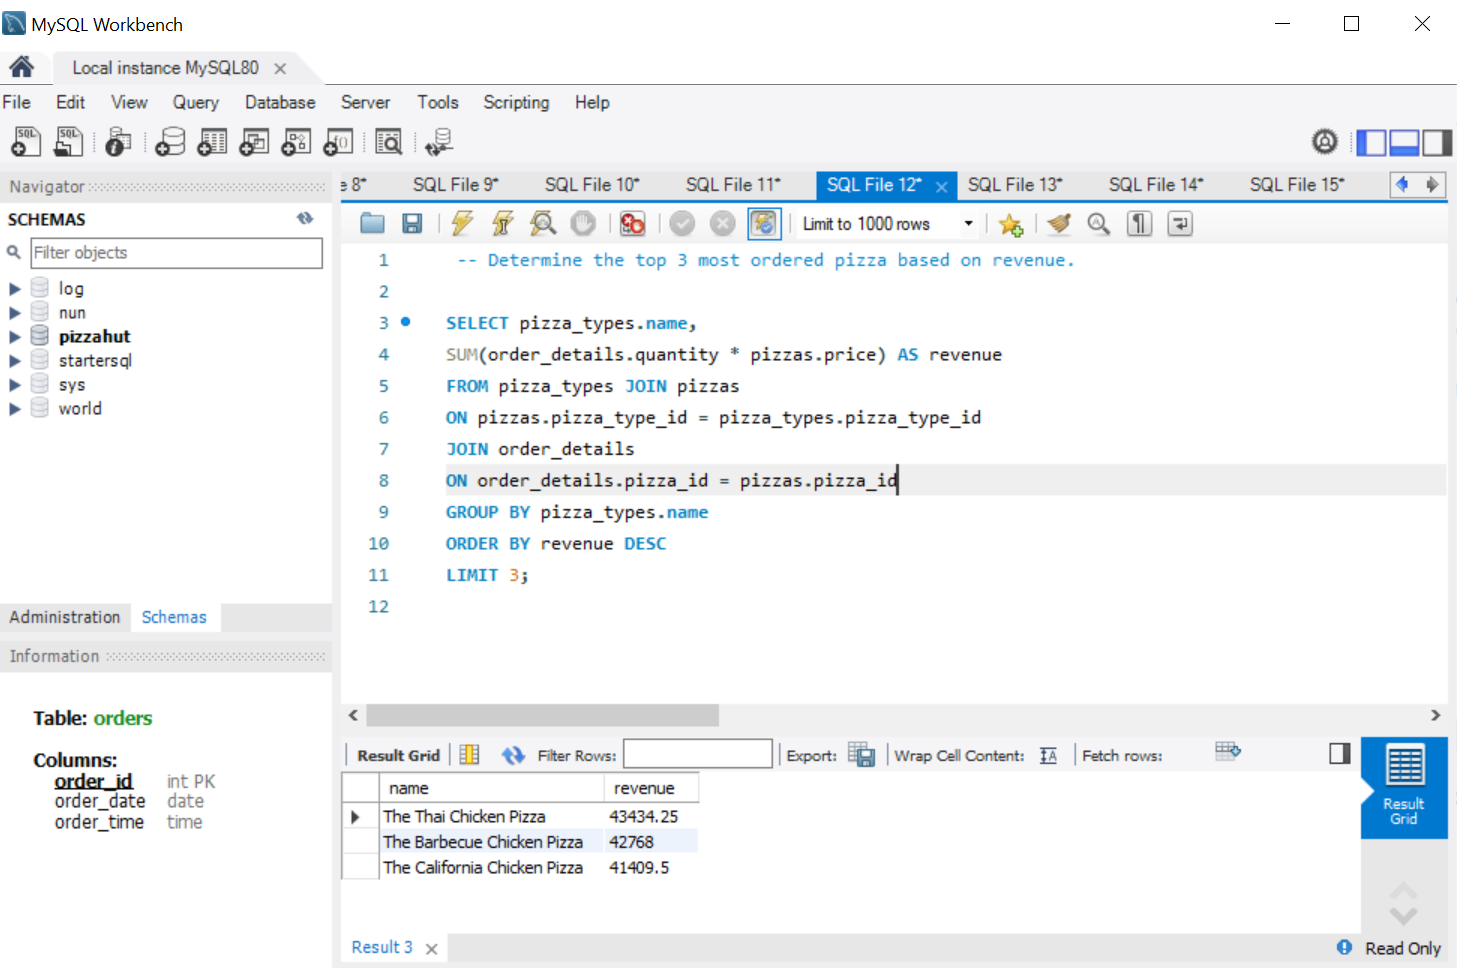 MySQL Workbench
Local instance MySQL80
File Edit View Query Database Server Tools Scripting Help
Navigator
e 8* SQL File 9* SQL File 10* SQL File 11* SQL File 12* SQL File 13* SQL File 14* SQL File 15*
SCHEMAS
Limit to 1000 rows
Filter objects
log
nun
pizzahut
startersql
sys
world
1 -- Determine the top 3 most ordered pizza based on revenue.
2
3 SELECT pizza_types.name,
4 SUM(order_details.quantity * pizzas.price) AS revenue
5 FROM pizza_types JOIN pizzas
6 ON pizzas.pizza_type_id = pizza_types.pizza_type_id
7 JOIN order_details
8 ON order_details.pizza_id = pizzas.pizza_id
9 GROUP BY pizza_types.name
10 ORDER BY revenue DESC
11 LIMIT 3;
12
Administration Schemas
Information
Table: orders
Columns:
order_id int PK
order_date date
order_time time
Result Grid Filter Rows: Export: Wrap Cell Content: Fetch rows:
name revenue
The Thai Chicken Pizza 43434.25
The Barbecue Chicken Pizza 42768
The California Chicken Pizza 41409.5
Result
Grid
Result 3
Read Only